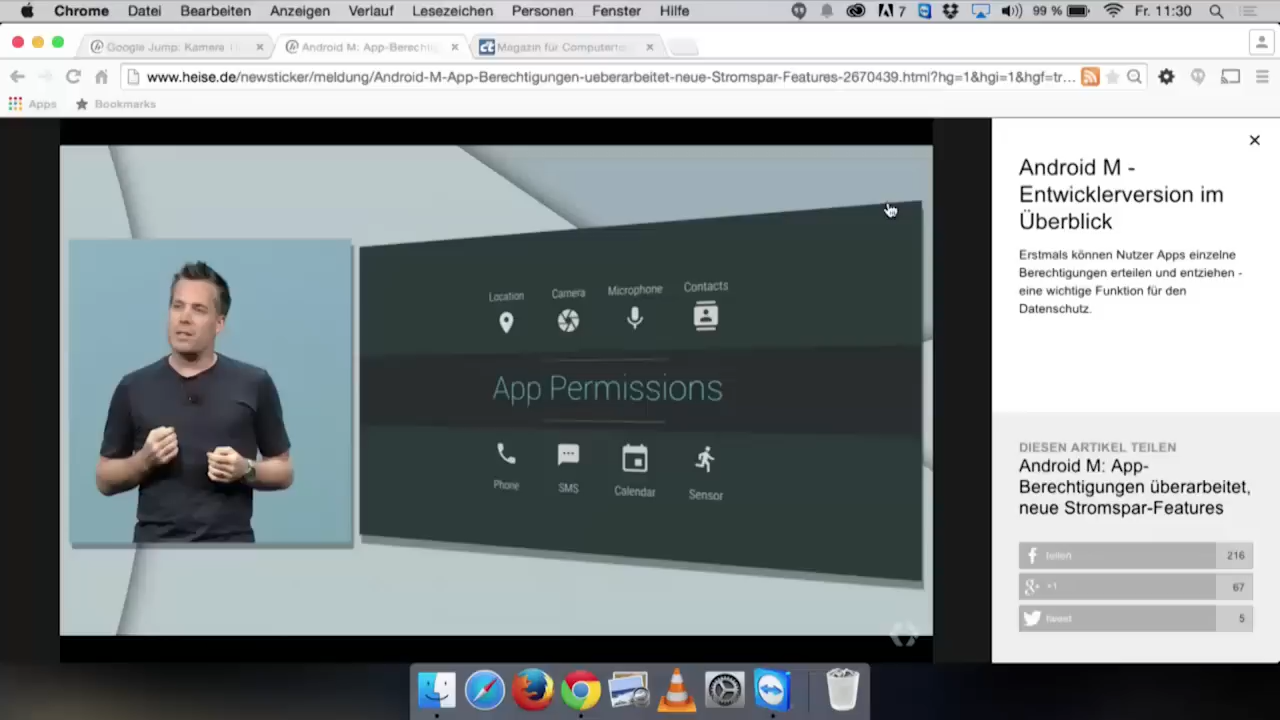 Chrome Datei Bearbeiten Anzeigen Verlauf Lesezeichen Personen Fenster Hilfe 7 99 % Fr. 11:30
Google Jump: Kamera Android M: App-Berechtig Magazin für Computerto
www.heise.de/newsticker/meldung/Android-M-App-Berechtigungen-ueberarbeitet-neue-Stromspar-Features-2670439.html?hg=1&hgi=1&hgf=tr...
Apps Bookmarks
Location Camera Microphone Contacts
App Permissions
Phone SMS Calendar Sensor
Android M -
Entwicklerversion im
Überblick
Erstmals können Nutzer Apps einzelne
Berechtigungen erteilen und entziehen -
eine wichtige Funktion für den
Datenschutz.
DIESEN ARTIKEL TEILEN
Android M: App-
Berechtigungen überarbeitet,
neue Stromspar-Features
teilen 216
+1 67
tweet 5